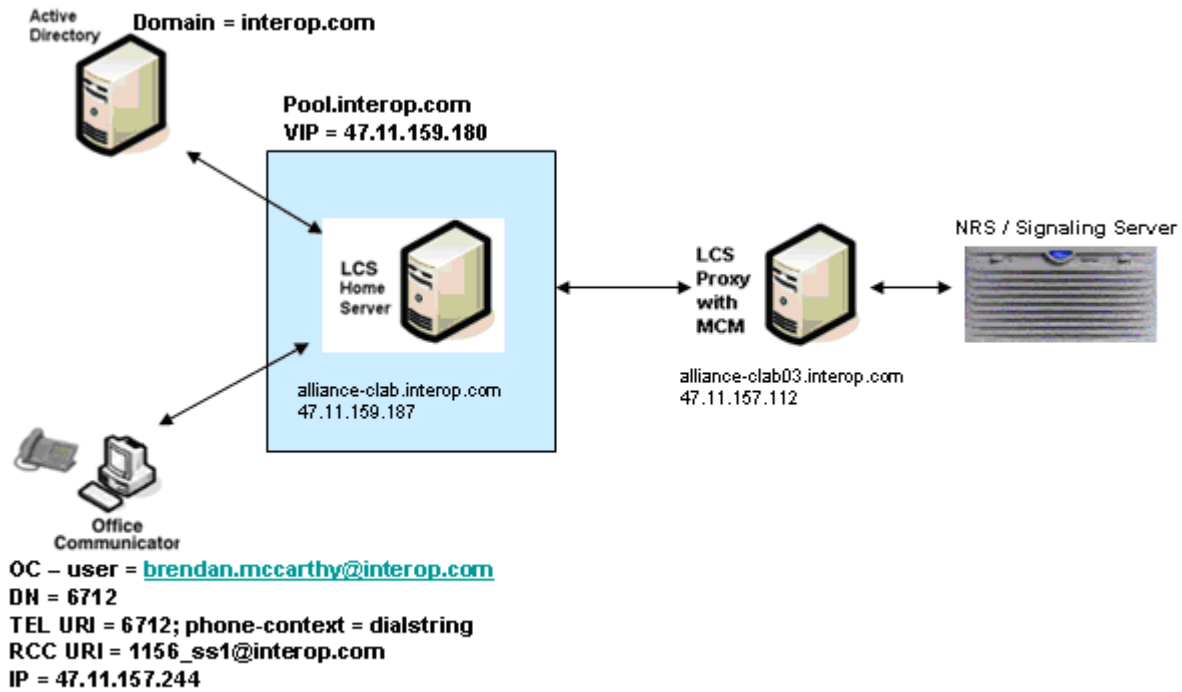 Active
Directory
Domain = interop.com
Pool.interop.com
VIP = 47.11.159.180
LCS
Home
Server
alliance-clab.interop.com
47.11.159.187
LCS
Proxy
with
MCM
alliance-clab03.interop.com
47.11.157.112
NRS / Signaling Server
Office
Communicator
OC – user = brendan.mccarthy@interop.com
DN = 6712
TEL URI = 6712; phone-context = dialstring
RCC URI = 1156_ss1@interop.com
IP = 47.11.157.244